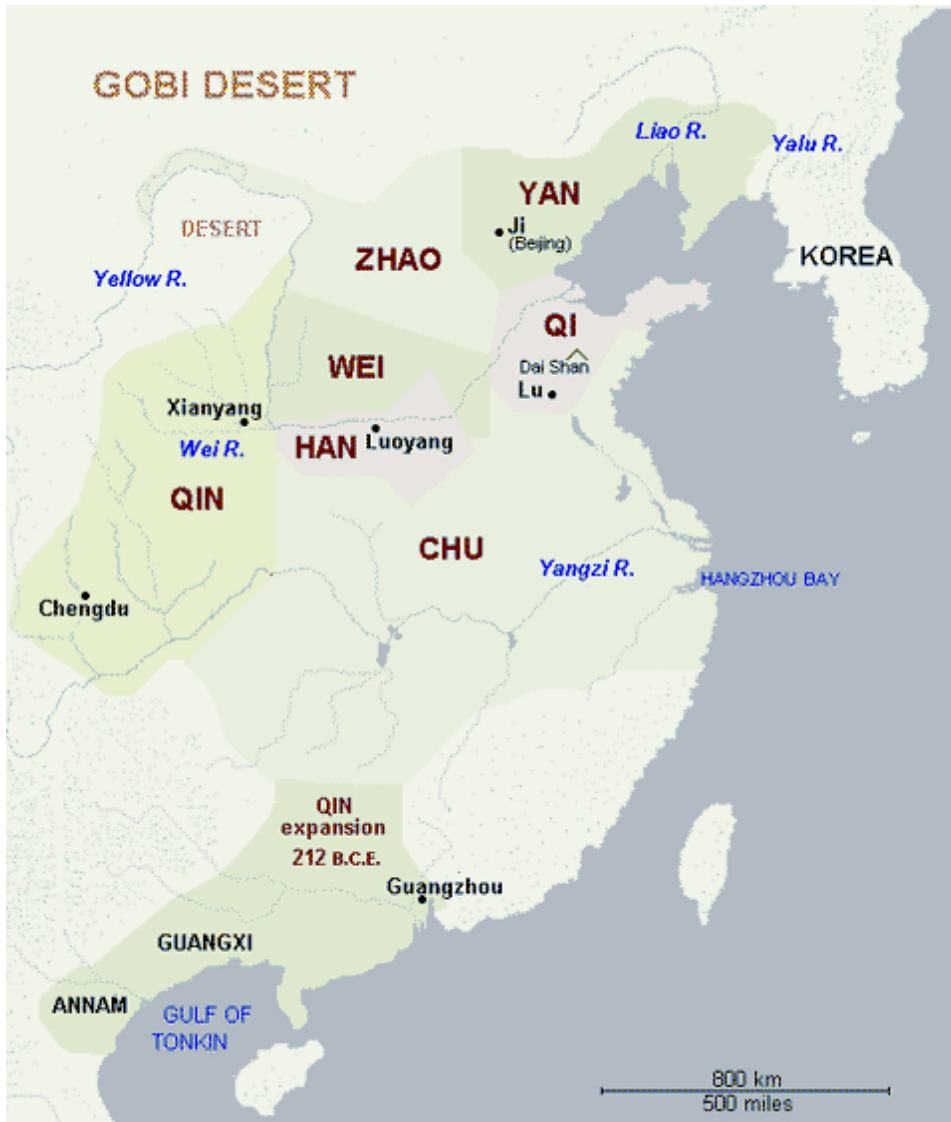 GOBI DESERT
Liao R.
Yalu R.
YAN
Ji
(Beijing)
DESERT
ZHAO
KOREA
Yellow R.
QI
WEI
Dai Shan
Lu
Xianyang
HAN
Luoyang
Wei R.
QIN
CHU
Yangzi R.
HANGZHOU BAY
Chengdu
QIN
expansion
212 B.C.E.
Guangzhou
GUANGXI
ANNAM
GULF OF
TONKIN
800 km
500 miles